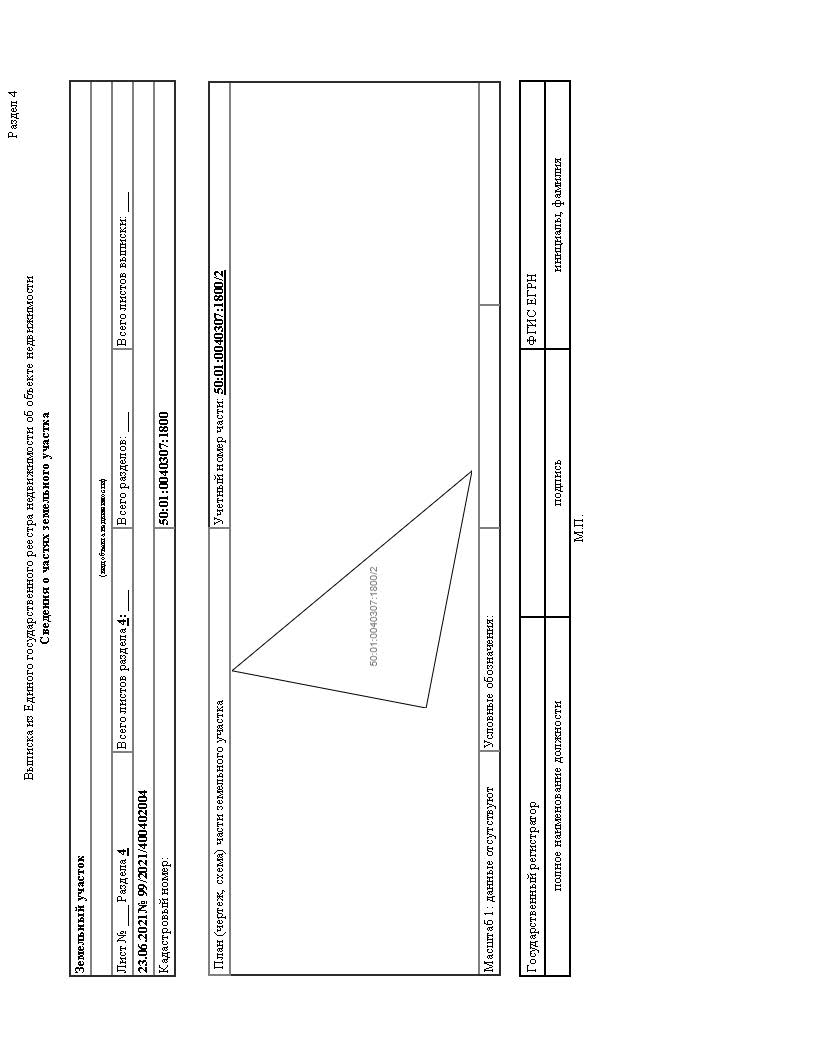 Раздел 4
Выписка из Единого государственного реестра недвижимости об объекте недвижимости
Сведения о частях земельного участка
Земельный участок
(вид объекта недвижимости)
Лист № ___ Раздела 4 Всего листов раздела 4: ___ Всего разделов: ___ Всего листов выписки: ___
23.06.2021 № 99/2021/400402004
Кадастровый номер: 50:01:0040307:1800
План (чертеж, схема) части земельного участка Учетный номер части: 50:01:0040307:1800/2
50:01:0040307:1800/2
Масштаб 1: данные отсутствуют Условные обозначения:
Государственный регистратор ФГИС ЕГРН
полное наименование должности подпись инициалы, фамилия
М.П.